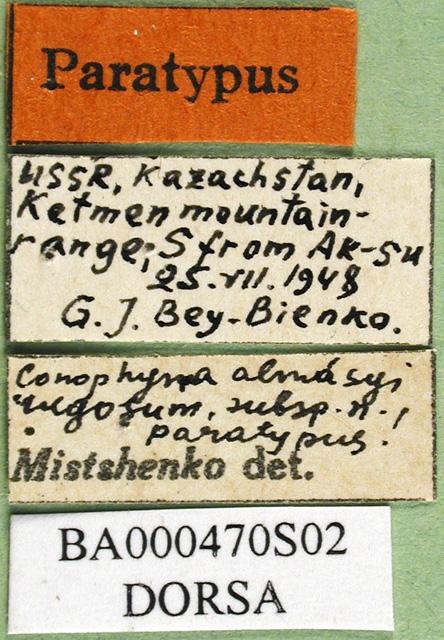 Paratypus
USSR, Kazachstan,
Ketmen mountain-
range; S from Ak-su
25.VII.1948
G. J. Bey-Bienko.
Conophyma almásyi
rugosum, subsp. n.!
paratypus!
Mistshenko det.
BA000470S02
DORSA